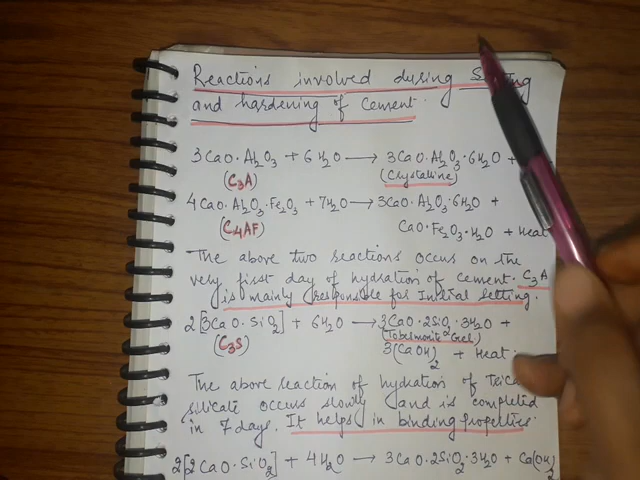 Reactions involved during Setting
and hardening of Cement.
3CaO·Al₂O₃ + 6H₂O ⟶ 3CaO·Al₂O₃·6H₂O +
(C₃A) (Crystaline)
4CaO·Al₂O₃·Fe₂O₃ + 7H₂O ⟶ 3CaO·Al₂O₃·6H₂O +
(C₄AF) CaO·Fe₂O₃·H₂O + Heat
The above two reactions occurs on the
very first day of hydration of cement. C₃A
is mainly responsible for Initial Setting.
2[3CaO·SiO₂] + 6H₂O ⟶ 3CaO·2SiO₂·3H₂O +
(C₃S) (Tobelmorite Gel)
3(CaOH)₂ + Heat
The above reaction of hydration of
silicate occurs slowly and is completed
in 7 days. It helps in binding properties.
2[2CaO·SiO₂] + 4H₂O ⟶ 3CaO·2SiO₂·3H₂O + Ca(OH)₂